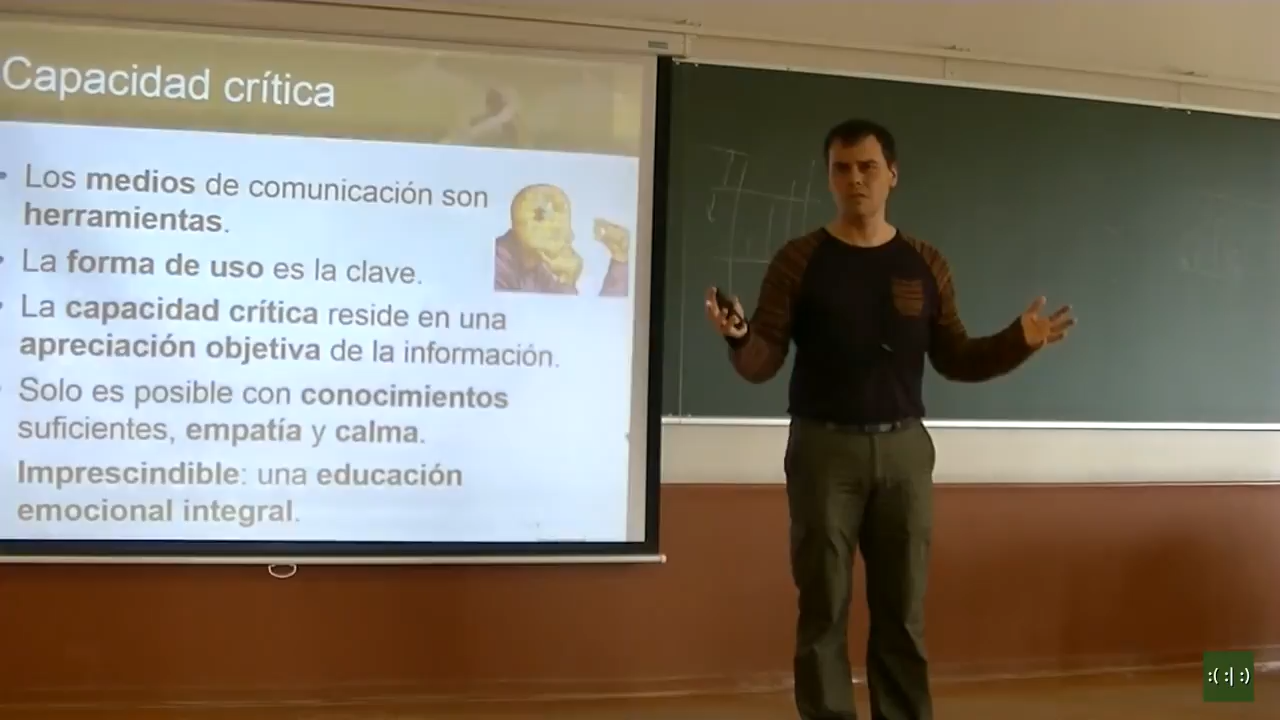 Capacidad crítica
• Los medios de comunicación son
herramientas.
• La forma de uso es la clave.
• La capacidad crítica reside en una
apreciación objetiva de la información.
• Solo es posible con conocimientos
suficientes, empatía y calma.
Imprescindible: una educación
emocional integral.
:( :| :)